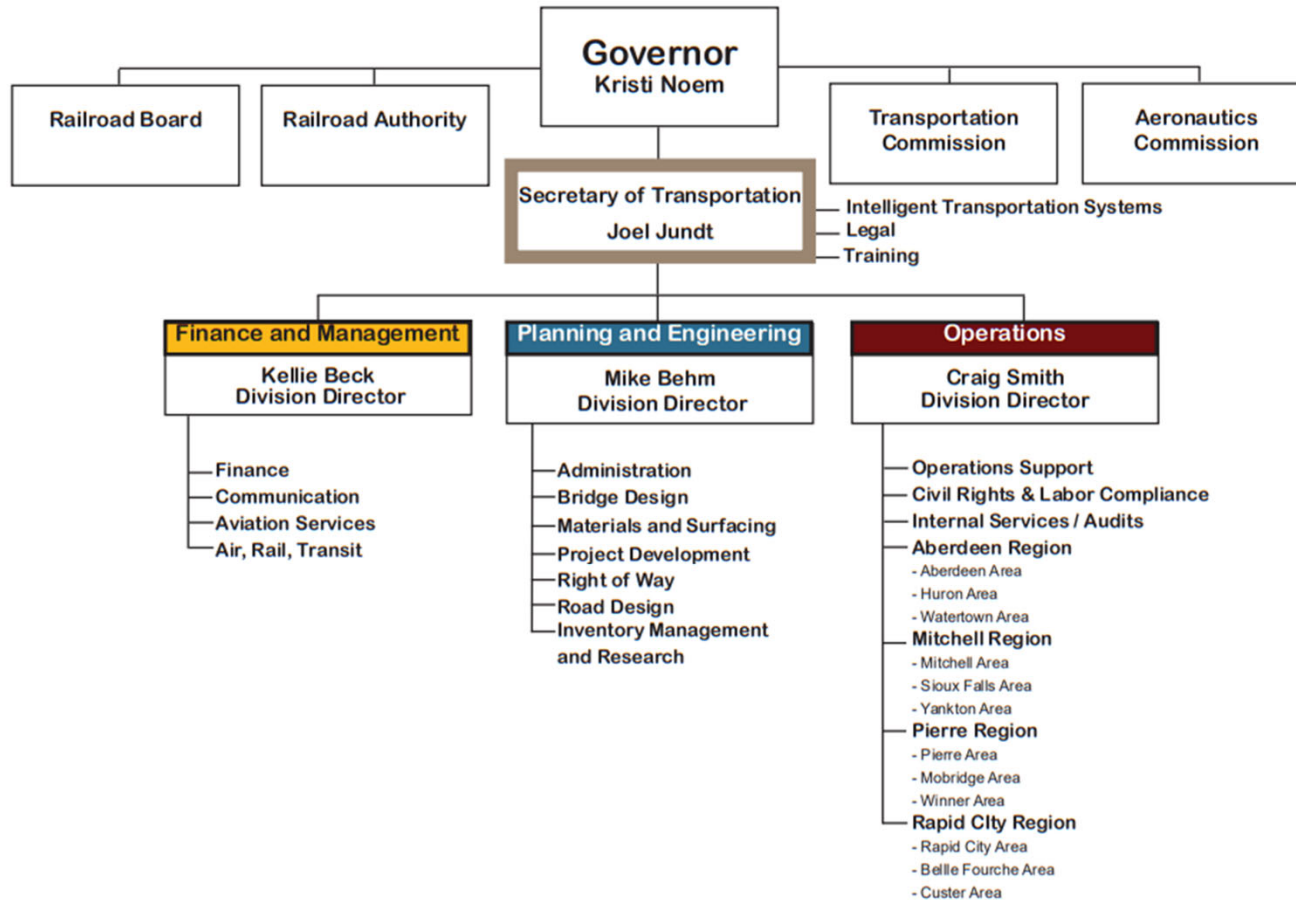 Governor
Kristi Noem
Railroad Board
Railroad Authority
Transportation
Commission
Aeronautics
Commission
Secretary of Transportation
Joel Jundt
Intelligent Transportation Systems
Legal
Training
Finance and Management
Kellie Beck
Division Director
Finance
Communication
Aviation Services
Air, Rail, Transit
Planning and Engineering
Mike Behm
Division Director
Administration
Bridge Design
Materials and Surfacing
Project Development
Right of Way
Road Design
Inventory Management
and Research
Operations
Craig Smith
Division Director
Operations Support
Civil Rights & Labor Compliance
Internal Services / Audits
Aberdeen Region
- Aberdeen Area
- Huron Area
- Watertown Area
Mitchell Region
- Mitchell Area
- Sioux Falls Area
- Yankton Area
Pierre Region
- Pierre Area
- Mobridge Area
- Winner Area
Rapid CIty Region
- Rapid City Area
- Bellle Fourche Area
- Custer Area